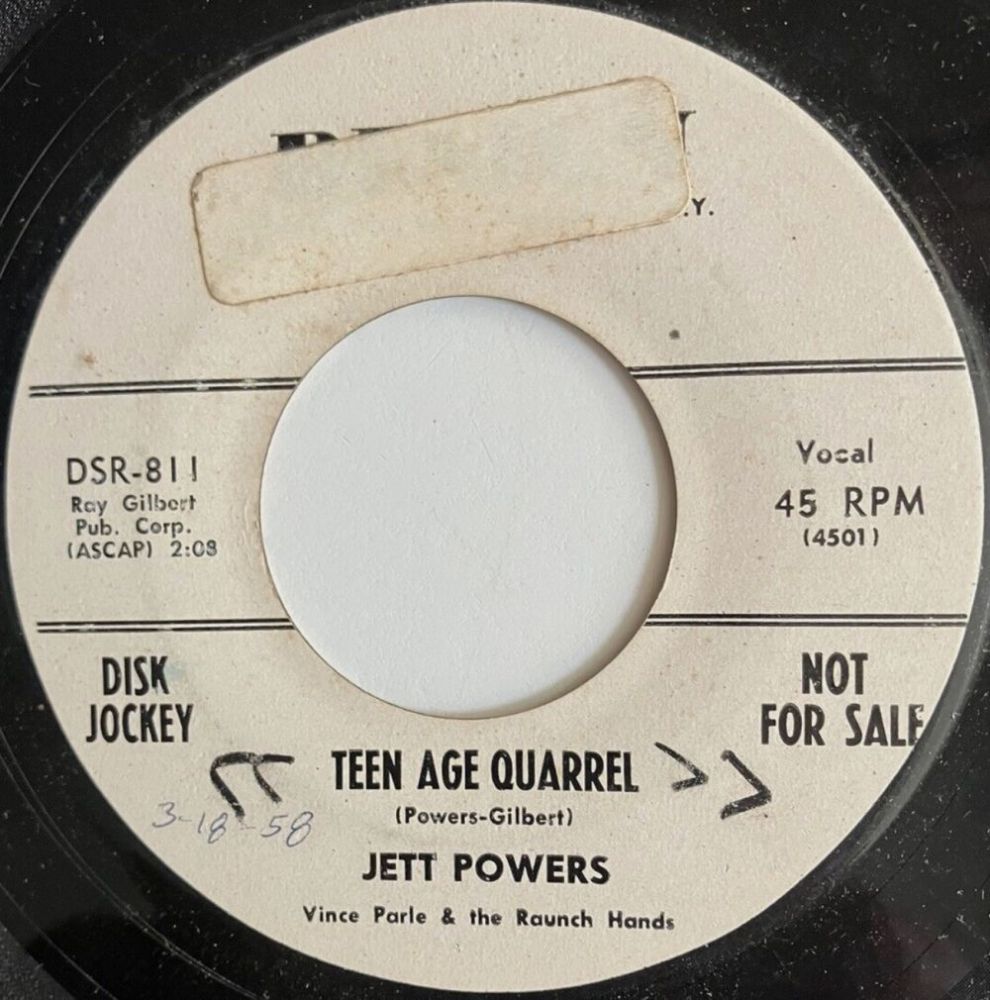 .Y.
DSR-811
Ray Gilbert
Pub. Corp.
(ASCAP) 2:08
Vocal
45 RPM
(4501)
DISK
JOCKEY
NOT
FOR SALE
TEEN AGE QUARREL
(Powers-Gilbert)
3-18-58
JETT POWERS
Vince Parle & the Raunch Hands